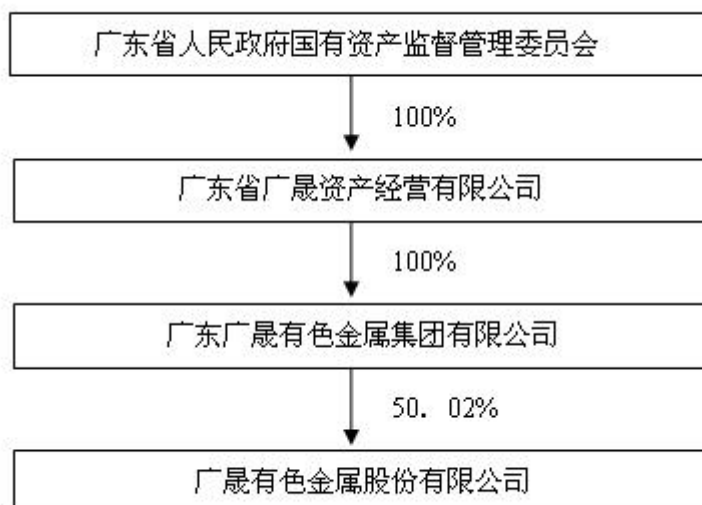 广东省人民政府国有资产监督管理委员会
100%
广东省广晟资产经营有限公司
100%
广东广晟有色金属集团有限公司
50. 02%
广晟有色金属股份有限公司